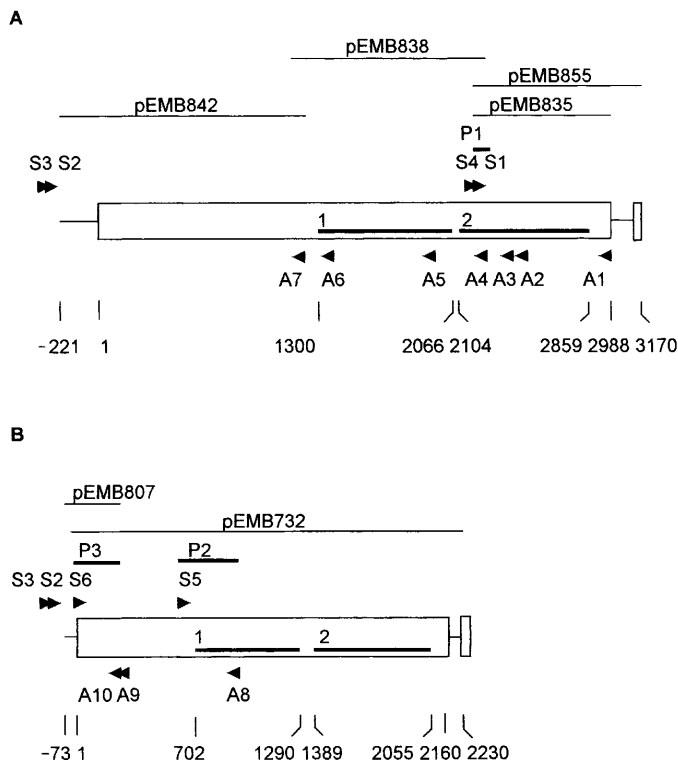 A
pEMB838
pEMB855
pEMB842 pEMB835
P1
S3 S2 S4 S1
1 2
A7 A6 A5 A4 A3 A2 A1
-221 1 1300 2066 2104 2859 2988 3170
B
pEMB807
pEMB732
P3 P2
S3 S2 S6 S5
1 2
A10 A9 A8
-73 1 702 1290 1389 2055 2160 2230